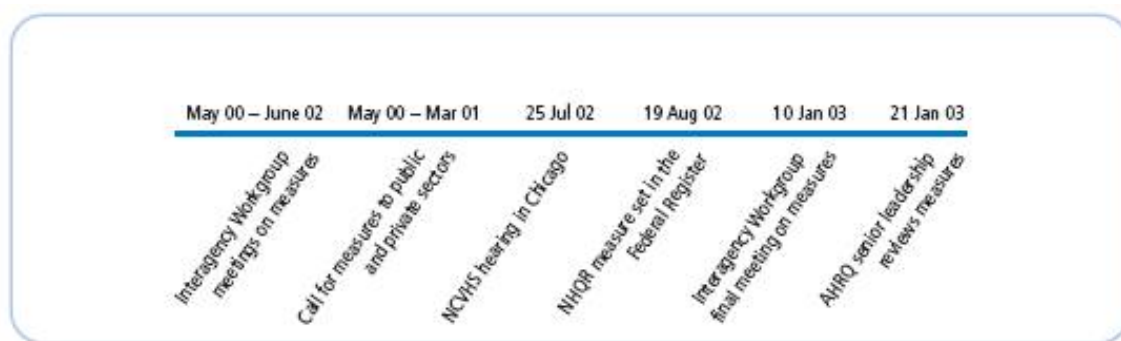 May 00 – June 02 May 00 – Mar 01 25 Jul 02 19 Aug 02 10 Jan 03 21 Jan 03
Interagency Workgroup
meetings on measures
Call for measures to public
and private sectors
NCVHS hearing in Chicago
NHQR measure set in the
Federal Register
Interagency Workgroup
final meeting on measures
AHRQ senior leadership
reviews measures